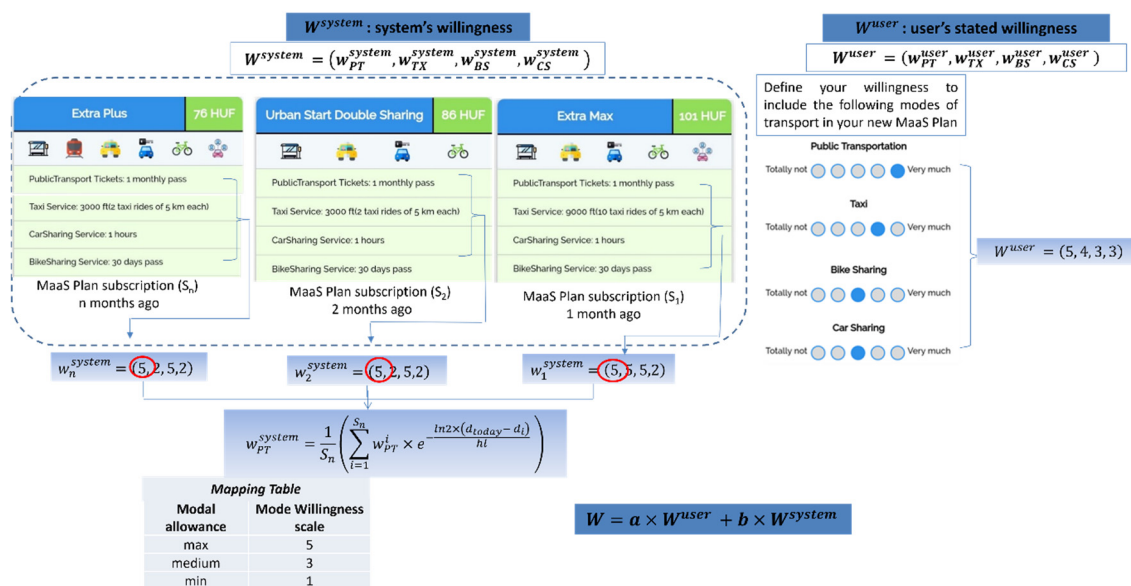 W^system : system's willingness
W^system = (w_PT^system, w_TX^system, w_BS^system, w_CS^system)
W^user : user's stated willingness
W^user = (w_PT^user, w_TX^user, w_BS^user, w_CS^user)
Define your willingness to
include the following modes of
transport in your new MaaS Plan
Extra Plus 76 HUF
PublicTransport Tickets: 1 monthly pass
Taxi Service: 3000 ft(2 taxi rides of 5 km each)
CarSharing Service: 1 hours
BikeSharing Service: 30 days pass
MaaS Plan subscription (S_n)
n months ago
Urban Start Double Sharing 86 HUF
PublicTransport Tickets: 1 monthly pass
Taxi Service: 3000 ft(2 taxi rides of 5 km each)
CarSharing Service: 1 hours
BikeSharing Service: 30 days pass
MaaS Plan subscription (S_2)
2 months ago
Extra Max 101 HUF
PublicTransport Tickets: 1 monthly pass
Taxi Service: 9000 ft(10 taxi rides of 5 km each)
CarSharing Service: 1 hours
BikeSharing Service: 30 days pass
MaaS Plan subscription (S_1)
1 month ago
Public Transportation
Totally not Very much
Taxi
Totally not Very much
Bike Sharing
Totally not Very much
Car Sharing
Totally not Very much
W^user = (5, 4, 3, 3)
w_n^system = (5, 2, 5, 2)
w_2^system = (5, 2, 5, 2)
w_1^system = (5, 5, 5, 2)
w_PT^system = 1/S_n (∑_{i=1}^{S_n} w_PT^i × e^{-ln2×(d_today − d_i)/hl})
Mapping Table
Modal allowance Mode Willingness scale
max 5
medium 3
min 1
W = a × W^user + b × W^system